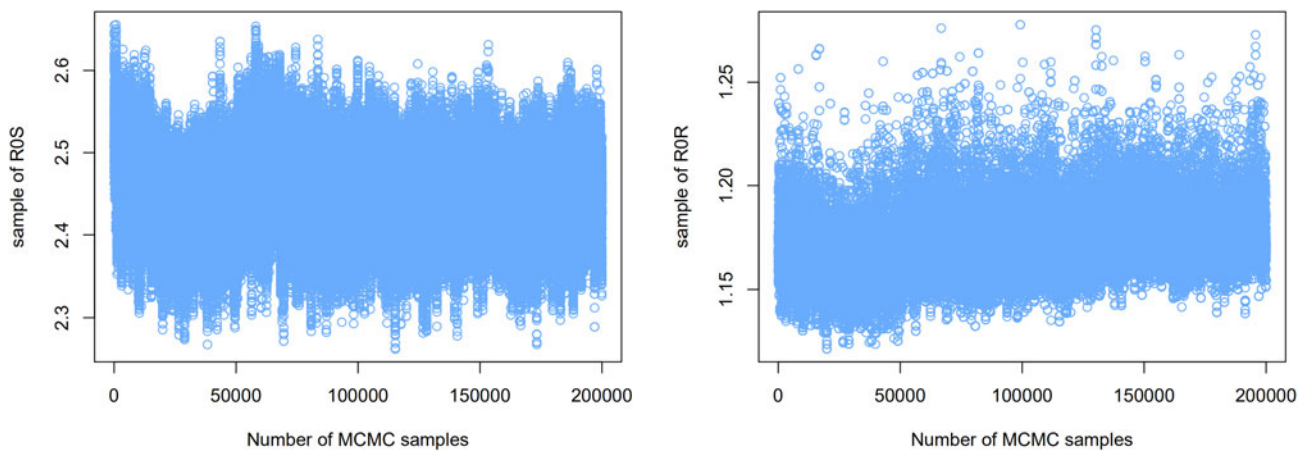 sample of R0S
2.6
2.5
2.4
2.3
0 50000 100000 150000 200000
Number of MCMC samples
sample of R0R
1.25
1.20
1.15
0 50000 100000 150000 200000
Number of MCMC samples